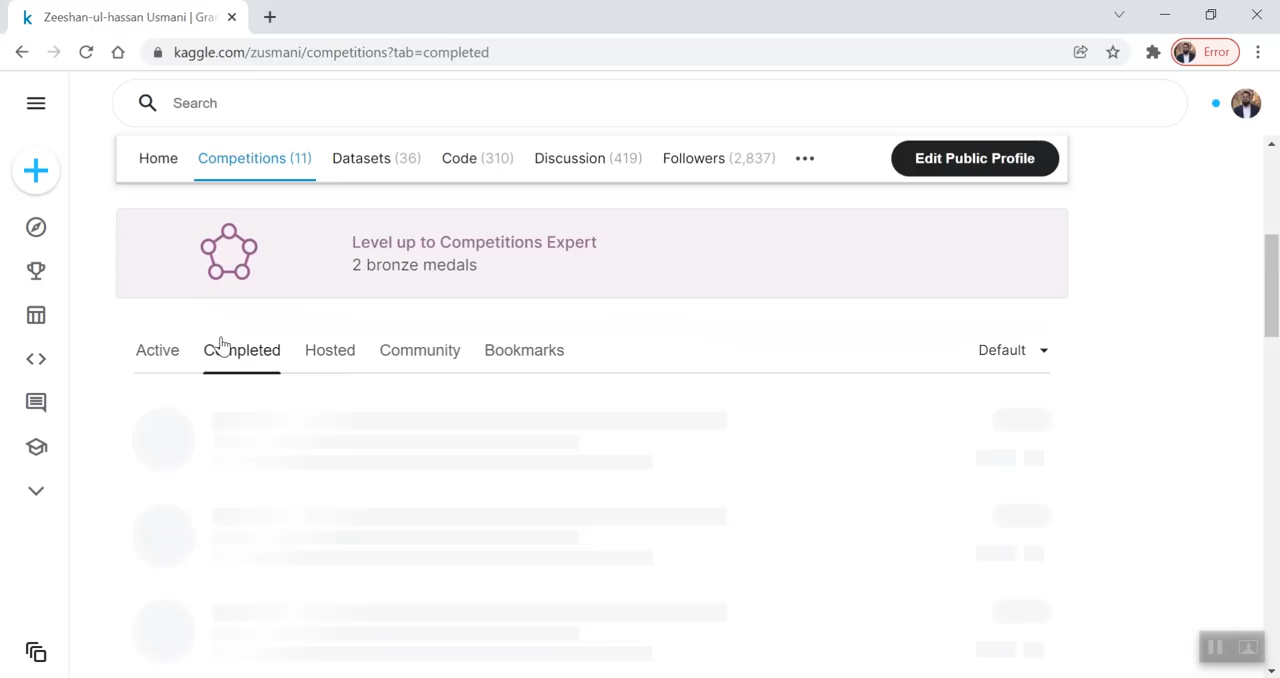 k Zeeshan-ul-hassan Usmani | Gra
kaggle.com/zusmani/competitions?tab=completed
Error
Search
Home Competitions (11) Datasets (36) Code (310) Discussion (419) Followers (2,837) ••• Edit Public Profile
Level up to Competitions Expert
2 bronze medals
Active Completed Hosted Community Bookmarks Default